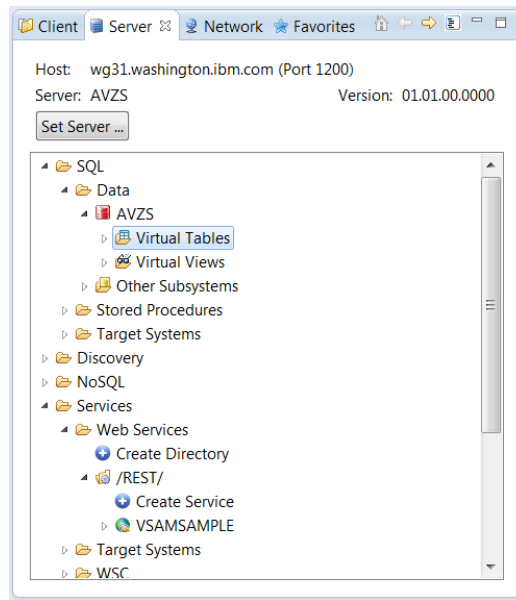 Client Server Network Favorites
Host: wg31.washington.ibm.com (Port 1200)
Server: AVZS Version: 01.01.00.0000
Set Server ...
SQL
Data
AVZS
Virtual Tables
Virtual Views
Other Subsystems
Stored Procedures
Target Systems
Discovery
NoSQL
Services
Web Services
Create Directory
/REST/
Create Service
VSAMSAMPLE
Target Systems
WSC